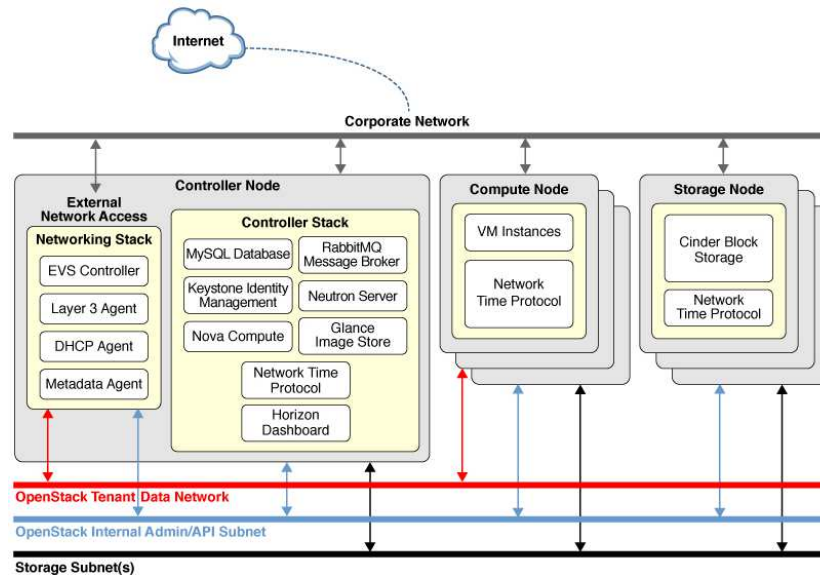 Internet
Corporate Network
Controller Node
External
Network Access
Networking Stack
EVS Controller
Layer 3 Agent
DHCP Agent
Metadata Agent
Controller Stack
MySQL Database
RabbitMQ
Message Broker
Keystone Identity
Management
Neutron Server
Nova Compute
Glance
Image Store
Network Time
Protocol
Horizon
Dashboard
Compute Node
VM Instances
Network
Time Protocol
Storage Node
Cinder Block
Storage
Network
Time Protocol
OpenStack Tenant Data Network
OpenStack Internal Admin/API Subnet
Storage Subnet(s)